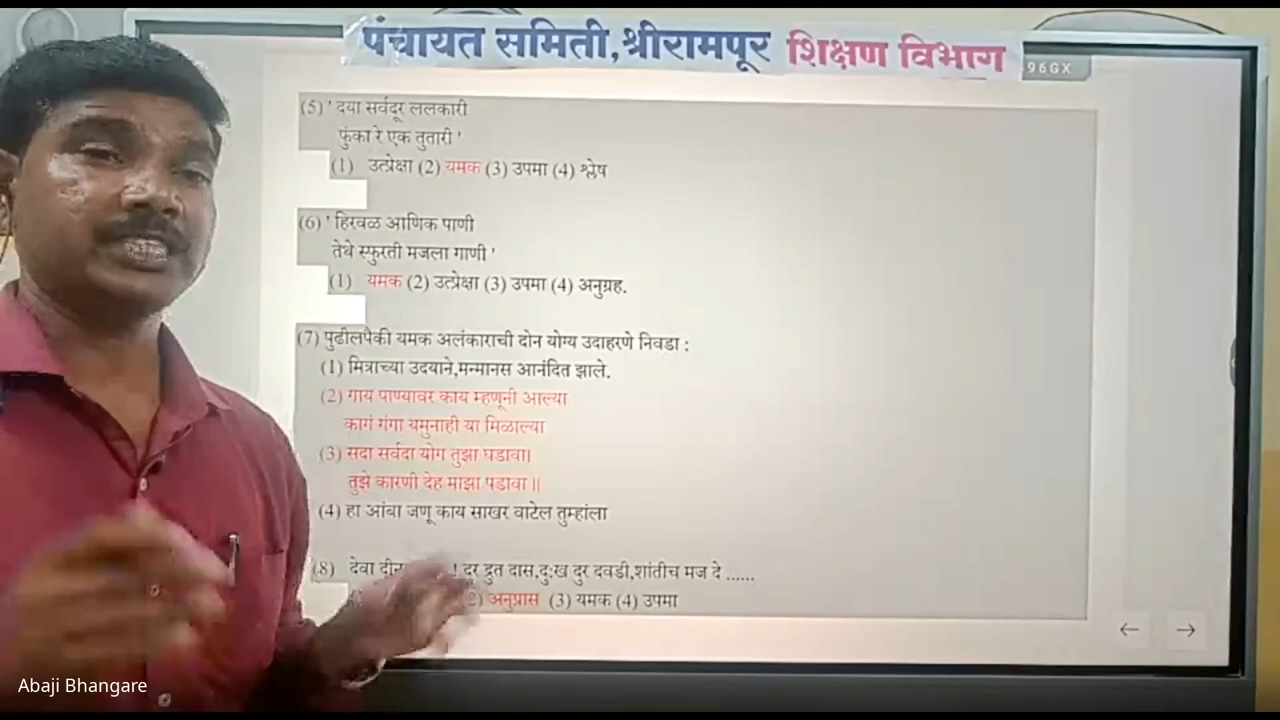 पंचायत समिती,श्रीरामपूर शिक्षण विभाग
96GX
(5) ' दया सर्वदूर ललकारी
फुंका रे एक तुतारी '
(1) उत्प्रेक्षा (2) यमक (3) उपमा (4) श्लेष
(6) ' हिरवळ आणिक पाणी
तेथे स्फुरती मजला गाणी '
(1) यमक (2) उत्प्रेक्षा (3) उपमा (4) अनुग्रह.
(7) पुढीलपैकी यमक अलंकाराची दोन योग्य उदाहरणे निवडा :
(1) मित्राच्या उदयाने,मन्मानस आनंदित झाले.
(2) गाय पाण्यावर काय म्हणूनी आल्या
कागं गंगा यमुनाही या मिळाल्या
(3) सदा सर्वदा योग तुझा घडावा।
तुझे कारणी देह माझा पडावा॥
(4) हा आंबा जणू काय साखर वाटेल तुम्हांला
(8) देवा ! दूर द्रुत दास,दु:ख दुर दवडी,शांतीच मज दे ......
2) अनुप्रास (3) यमक (4) उपमा
Abaji Bhangare